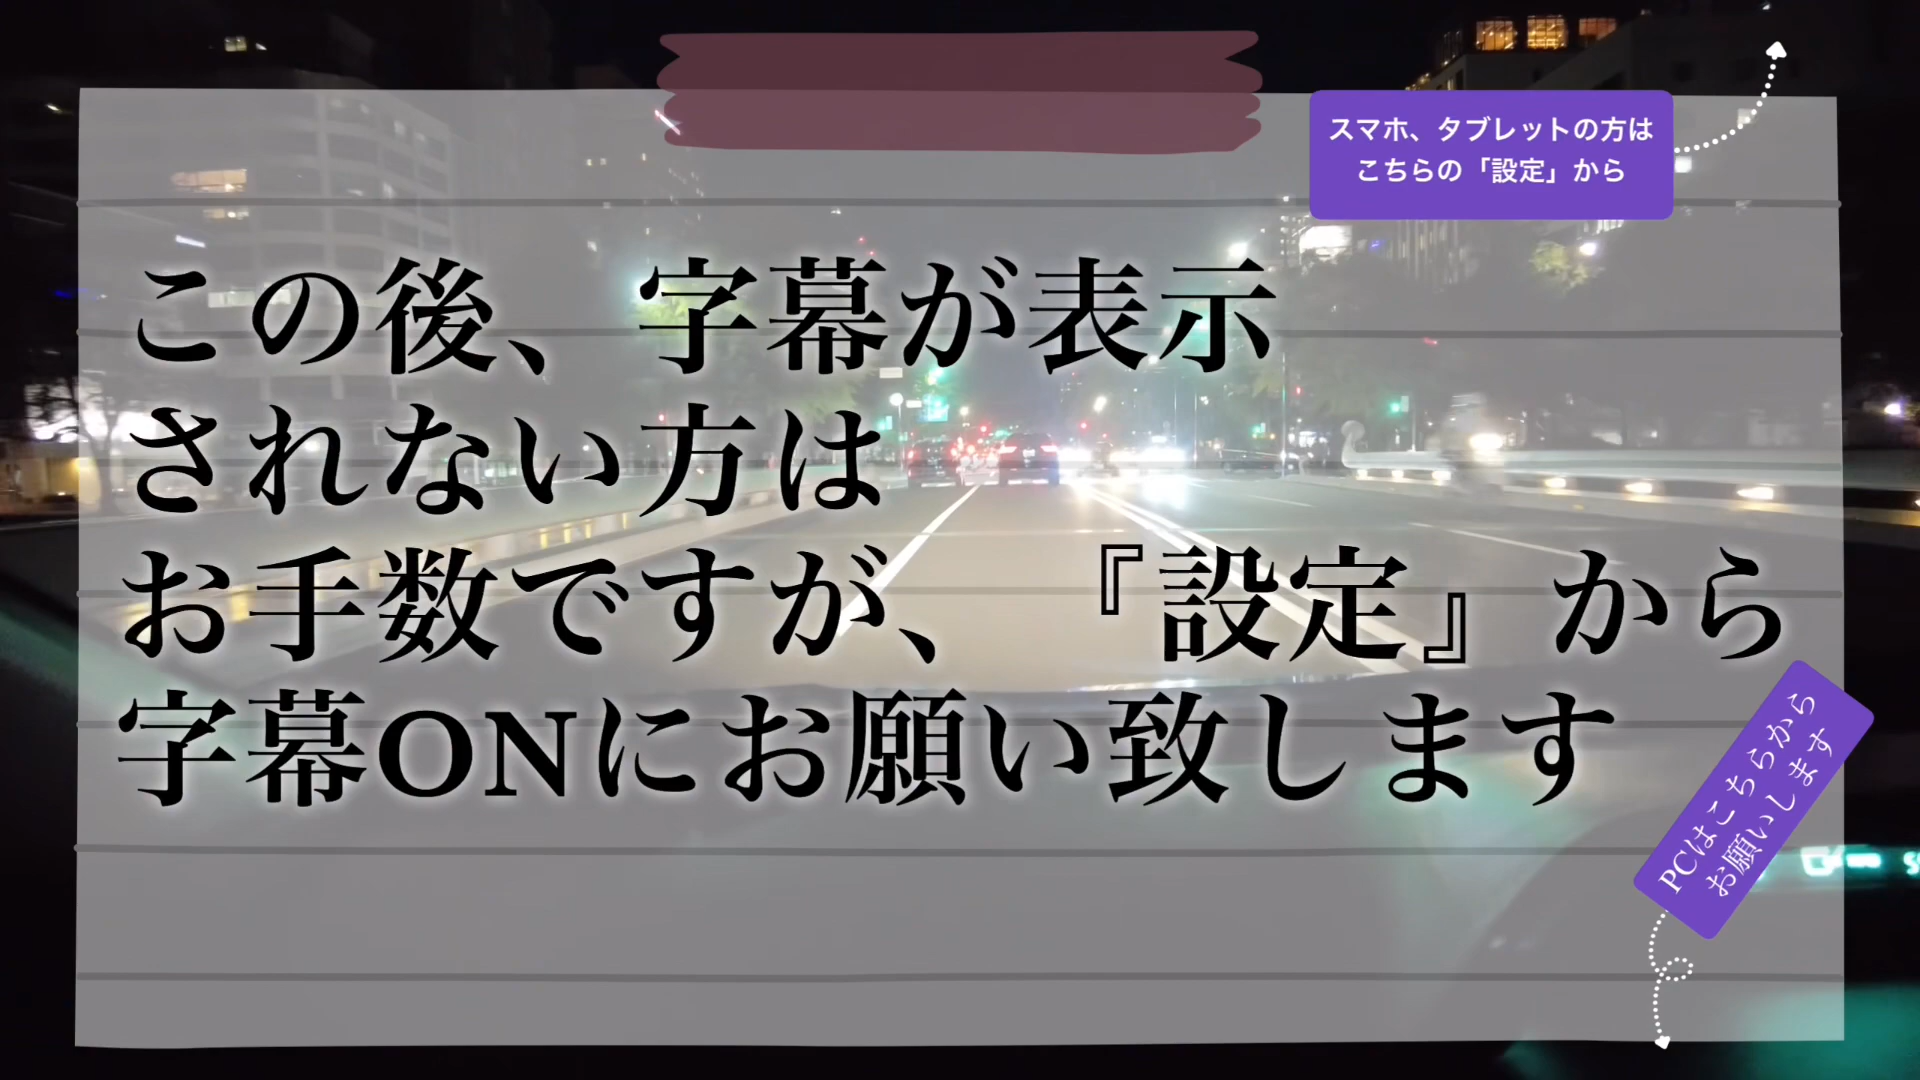 スマホ、タブレットの方は
こちらの「設定」から
この後、字幕が表示
されない方は
お手数ですが、『設定』から
字幕ONにお願い致します
PCはこちらから
お願いします